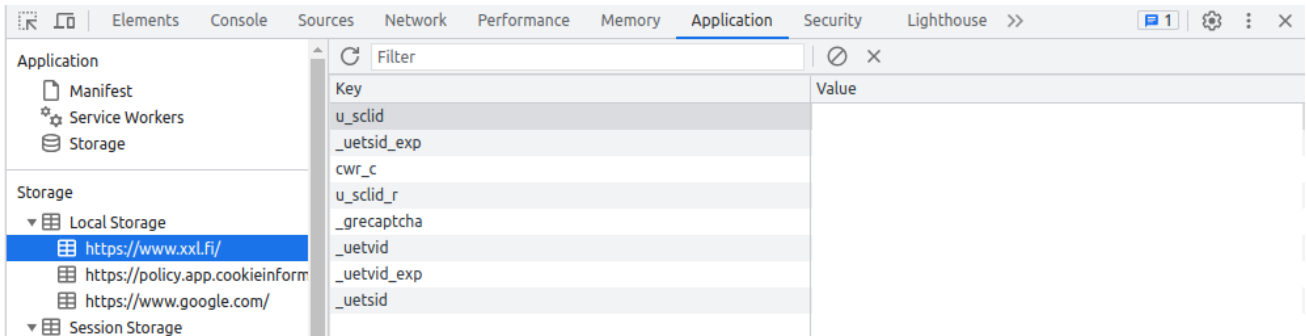 Elements Console Sources Network Performance Memory Application Security Lighthouse >> 1
Application
Manifest
Service Workers
Storage
Storage
Local Storage
https://www.xxl.fi/
https://policy.app.cookieinform
https://www.google.com/
Session Storage
Filter
Key Value
u_sclid
_uetsid_exp
cwr_c
u_sclid_r
_grecaptcha
_uetvid
_uetvid_exp
_uetsid